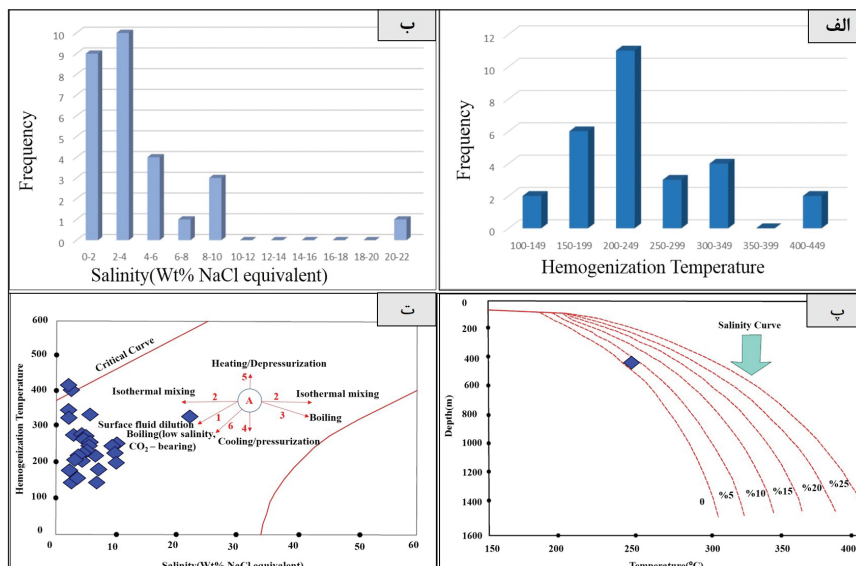 ب
Frequency
10
9
8
7
6
5
4
3
2
1
0
0-2 2-4 4-6 6-8 8-10 10-12 12-14 14-16 16-18 18-20 20-22
Salinity(Wt% NaCl equivalent)
الف
Frequency
12
10
8
6
4
2
0
100-149 150-199 200-249 250-299 300-349 350-399 400-449
Hemogenization Temperature
ت
Hemogenization Temperature
600
500
400
300
200
100
0
Critical Curve
Heating/Depressurization
5
Isothermal mixing
2
A
2
Isothermal mixing
1
3
Surface fluid dilution
Boiling
6
4
Boiling(low salinity,
CO2 – bearing)
Cooling/pressurization
0 10 20 30 40 50 60
Salinity(Wt% NaCl equivalent)
پ
Depth(m)
0
200
400
600
800
1000
1200
1400
1600
Salinity Curve
0 %5 %10 %15 %20 %25
150 200 250 300 350 400
Temperature(°C)